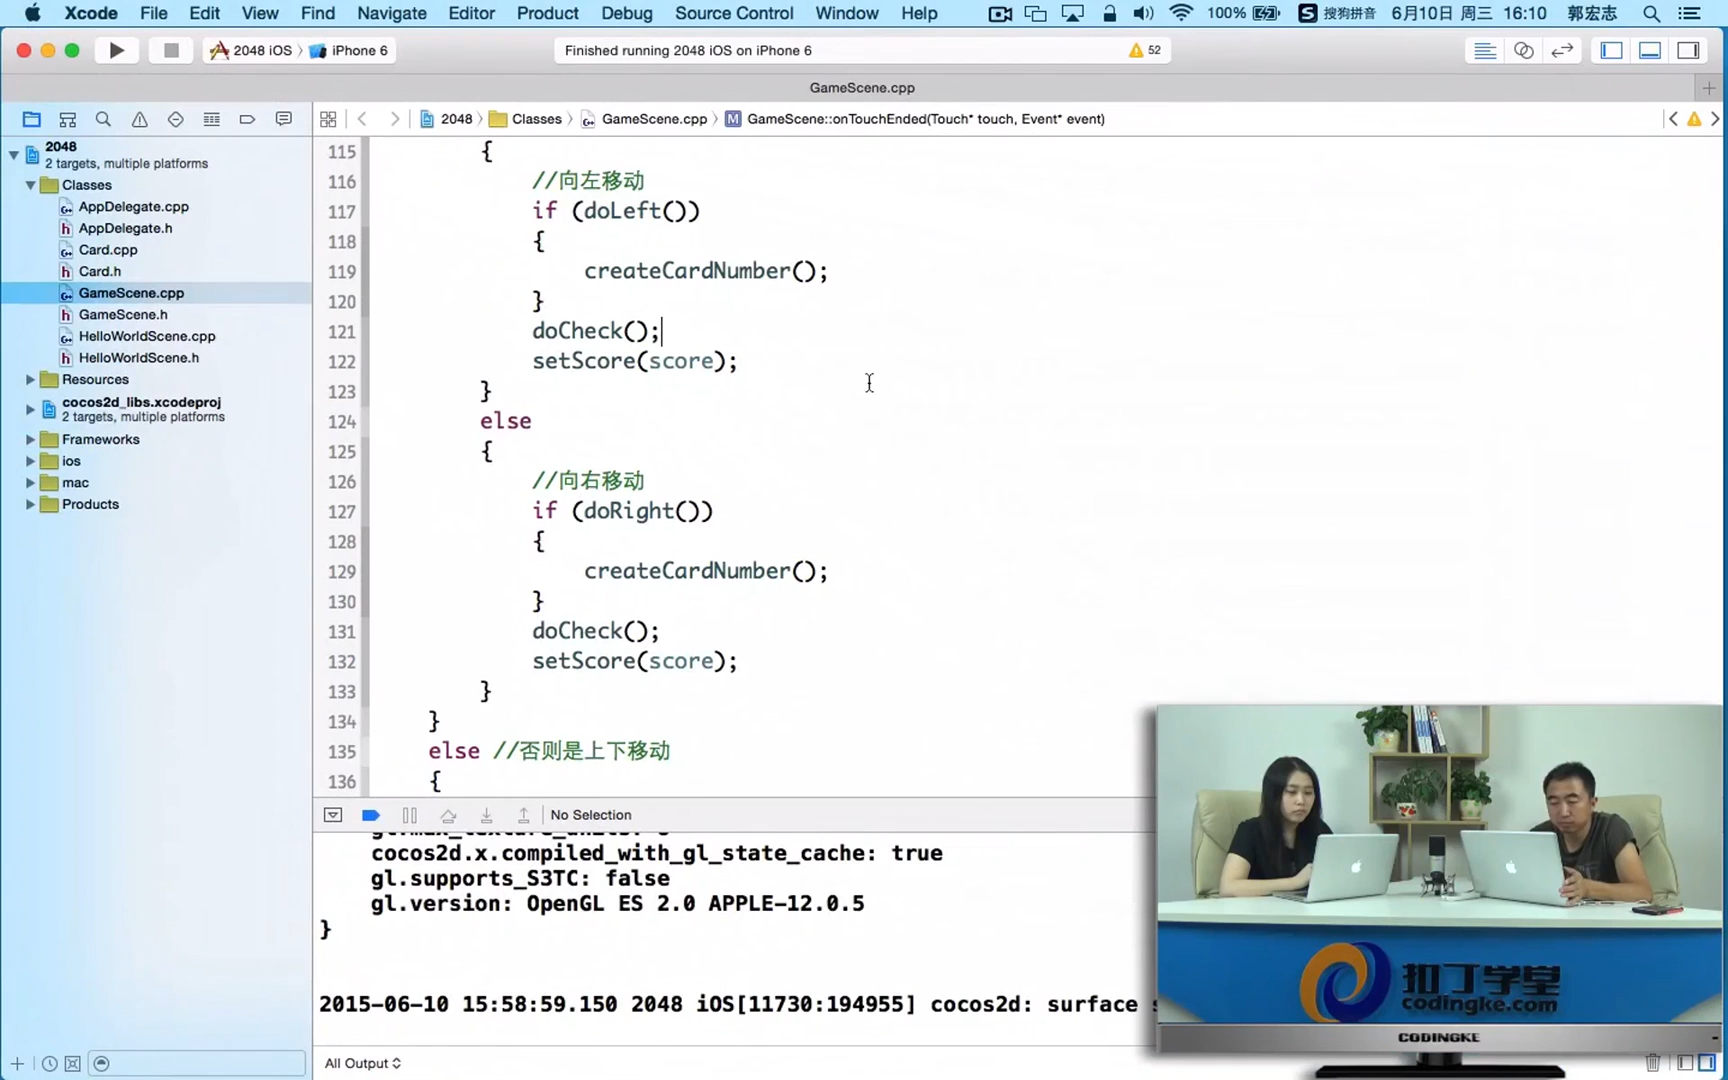 Xcode File Edit View Find Navigate Editor Product Debug Source Control Window Help 100% S 搜狗拼音 6月10日 周三 16:10 郭宏志
2048 iOS iPhone 6 Finished running 2048 iOS on iPhone 6 52
GameScene.cpp
2048 Classes GameScene.cpp M GameScene::onTouchEnded(Touch* touch, Event* event)
2048
2 targets, multiple platforms
Classes
AppDelegate.cpp
AppDelegate.h
Card.cpp
Card.h
GameScene.cpp
GameScene.h
HelloWorldScene.cpp
HelloWorldScene.h
Resources
cocos2d_libs.xcodeproj
2 targets, multiple platforms
Frameworks
ios
mac
Products
115 {
116 //向左移动
117 if (doLeft())
118 {
119 createCardNumber();
120 }
121 doCheck();
122 setScore(score);
123 }
124 else
125 {
126 //向右移动
127 if (doRight())
128 {
129 createCardNumber();
130 }
131 doCheck();
132 setScore(score);
133 }
134 }
135 else //否则是上下移动
136 {
No Selection
cocos2d.x.compiled_with_gl_state_cache: true
gl.supports_S3TC: false
gl.version: OpenGL ES 2.0 APPLE-12.0.5
}
2015-06-10 15:58:59.150 2048 iOS[11730:194955] cocos2d: surface
All Output
扣丁学堂
codingke.com
CODINGKE